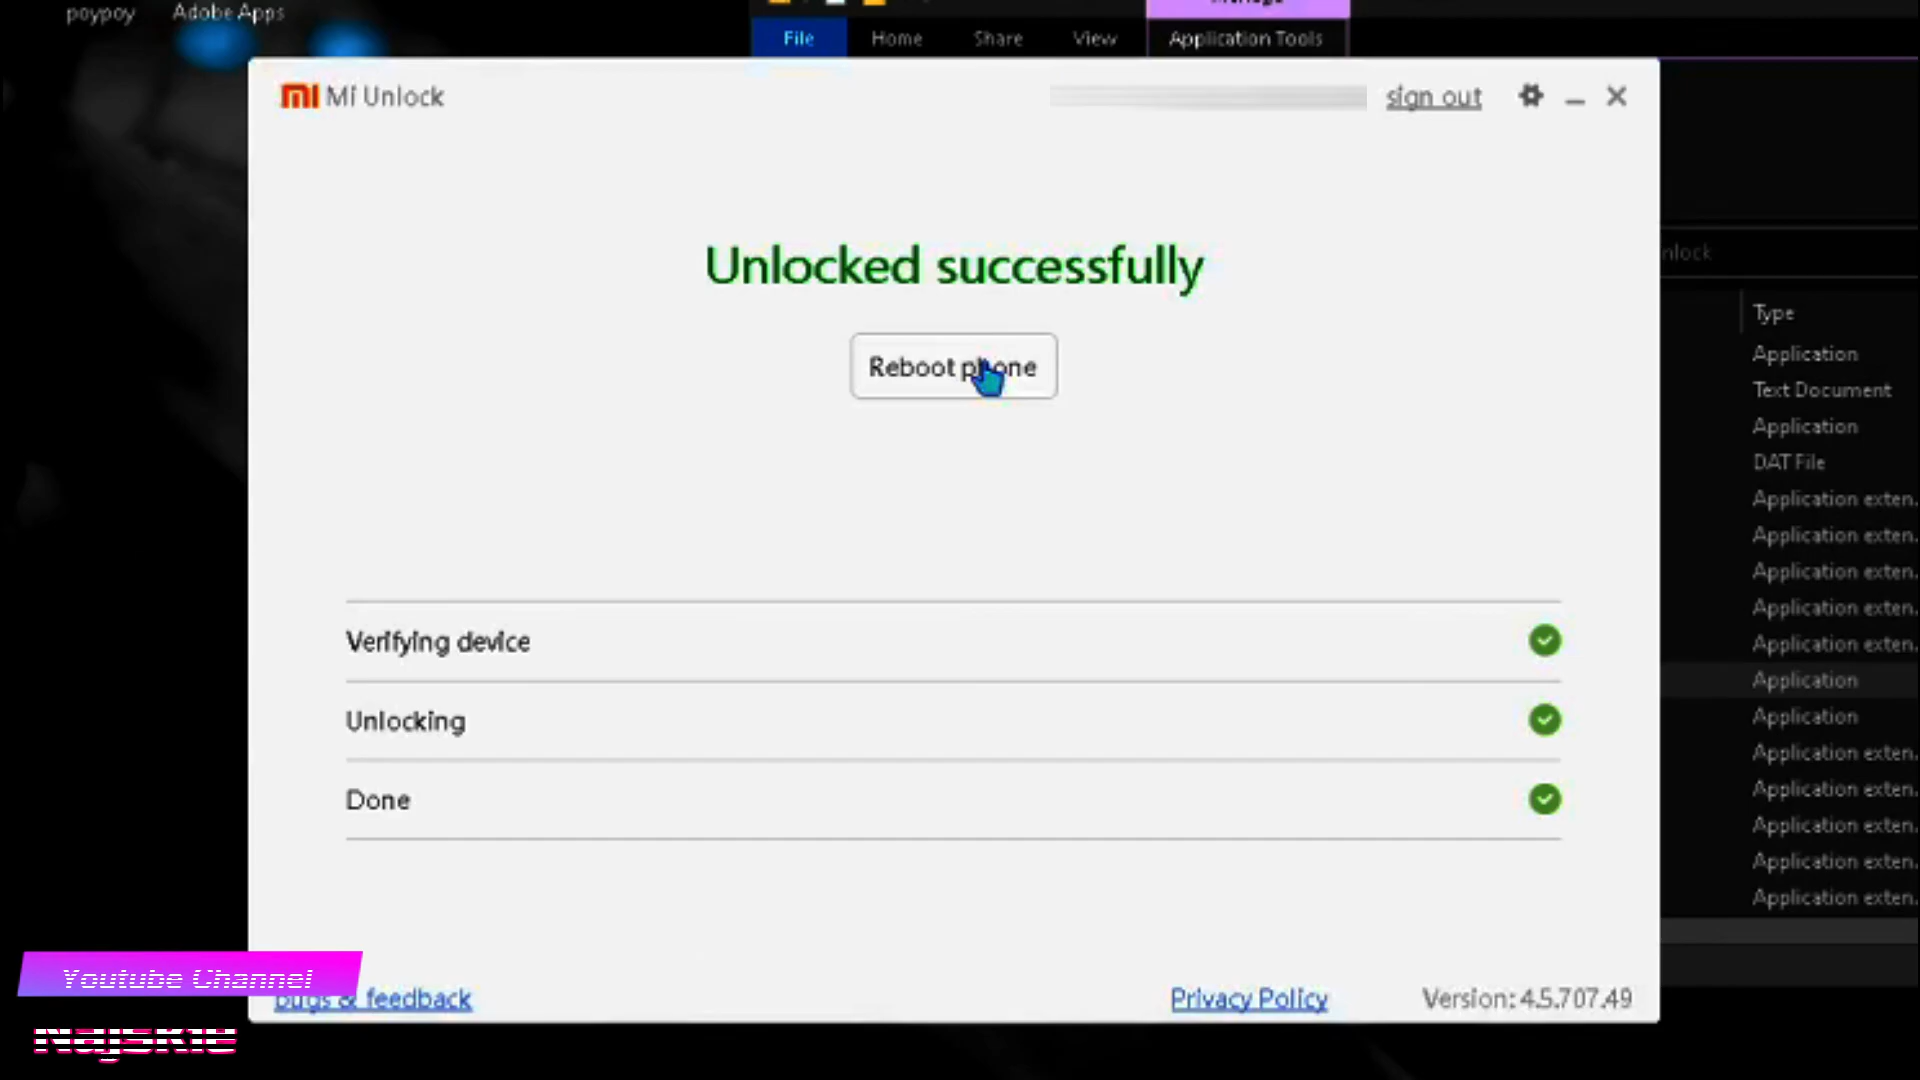 poypoy
Adobe Apps
File
Home
Share
View
Application Tools
mi Mi Unlock
sign out
Unlocked successfully
Reboot phone
Verifying device
Unlocking
Done
bugs & feedback
Privacy Policy
Version: 4.5.707.49
nlock
Type
Application
Text Document
Application
DAT File
Application exten.
Application exten.
Application exten.
Application exten.
Application exten.
Application
Application
Application exten.
Application exten.
Application exten.
Application exten.
Application exten.
Youtube Channel